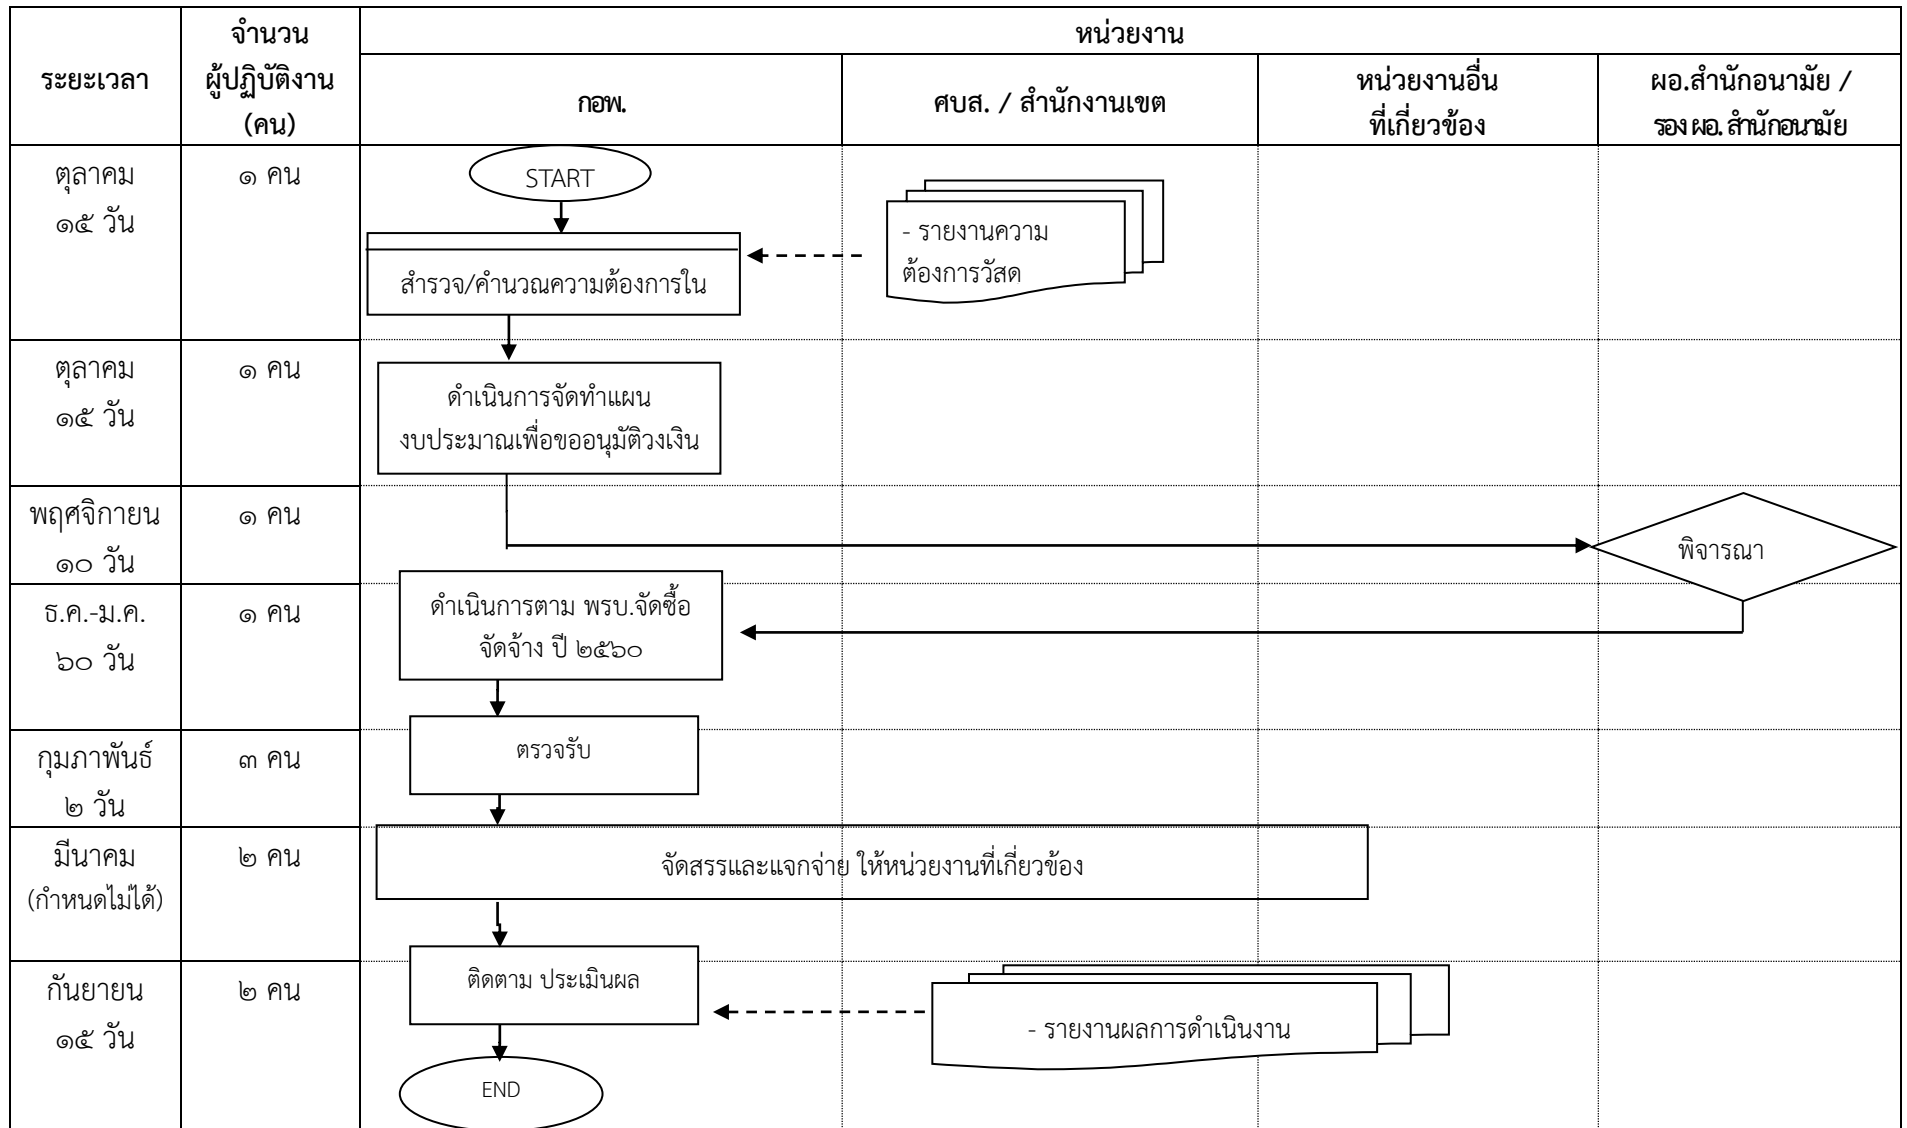 ระยะเวลา
จำนวน
ผู้ปฏิบัติงาน
(คน)
หน่วยงาน
กอพ.
ศบส. / สำนักงานเขต
หน่วยงานอื่น
ที่เกี่ยวข้อง
ผอ.สำนักอนามัย /
รอง ผอ. สำนักอนามัย
ตุลาคม
๑๕ วัน
๑ คน
START
สำรวจ/คำนวณความต้องการใน
- รายงานความ
ต้องการวัสด
ตุลาคม
๑๕ วัน
๑ คน
ดำเนินการจัดทำแผน
งบประมาณเพื่อขออนุมัติวงเงิน
พฤศจิกายน
๑๐ วัน
๑ คน
พิจารณา
ธ.ค.-ม.ค.
๖๐ วัน
๑ คน
ดำเนินการตาม พรบ.จัดซื้อ
จัดจ้าง ปี ๒๕๖๐
กุมภาพันธ์
๒ วัน
๓ คน
ตรวจรับ
มีนาคม
(กำหนดไม่ได้)
๒ คน
จัดสรรและแจกจ่าย ให้หน่วยงานที่เกี่ยวข้อง
กันยายน
๑๕ วัน
๒ คน
ติดตาม ประเมินผล
- รายงานผลการดำเนินงาน
END